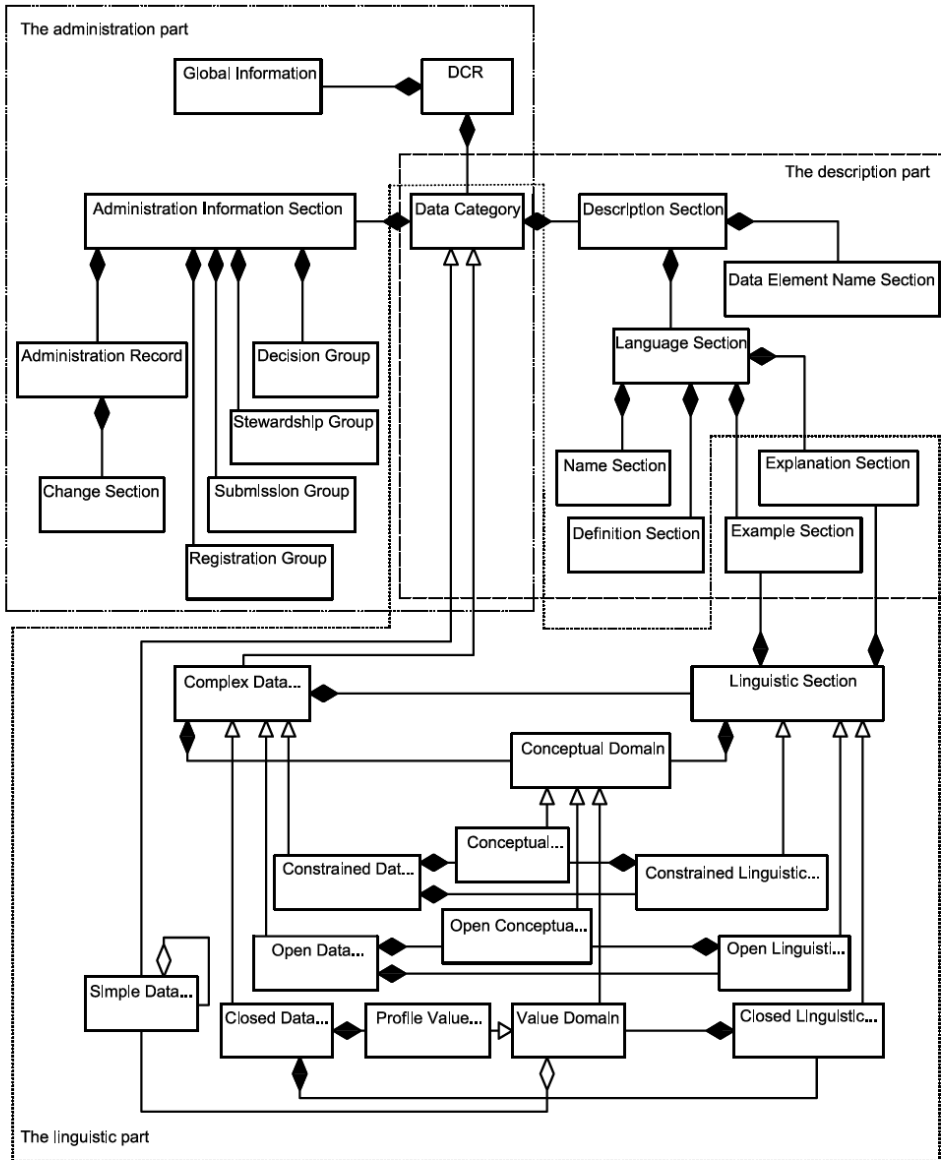 The administration part
Global Information
DCR
The description part
Administration Information Section
Data Category
Description Section
Data Element Name Section
Administration Record
Decision Group
Language Section
Stewardship Group
Name Section
Explanation Section
Change Section
Submission Group
Definition Section
Example Section
Registration Group
Complex Data...
Linguistic Section
Conceptual Domain
Conceptual...
Constrained Dat...
Constrained Linguistic...
Open Conceptua...
Open Data...
Open Linguisti...
Simple Data...
Closed Data...
Profile Value...
Value Domain
Closed Linguistic...
The linguistic part